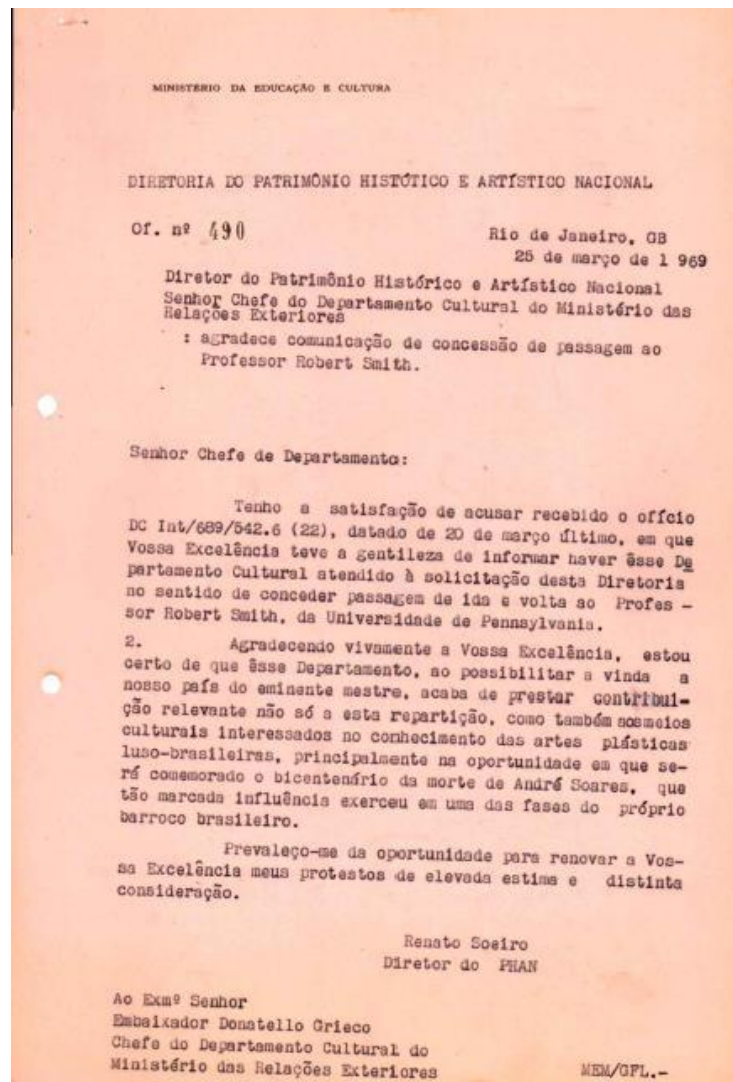 MINISTÉRIO DA EDUCAÇÃO E CULTURA
DIRETORIA DO PATRIMÔNIO HISTÓTICO E ARTÍSTICO NACIONAL
Of. nº 490
Rio de Janeiro, GB
25 de março de 1 969
Diretor do Patrimônio Histórico e Artístico Nacional
Senhor Chefe do Departamento Cultural do Ministério das
Relações Exteriores
: agradece comunicação de concessão de passagem ao
Professor Robert Smith.
Senhor Chefe de Departamento:
Tenho a satisfação de acusar recebido o ofício
DC Int/689/542.6 (22), datado de 20 de março último, em que
Vossa Excelência teve a gentileza de informar haver êsse De
partamento Cultural atendido à solicitação desta Diretoria
no sentido de conceder passagem de ida e volta ao Profes -
sor Robert Smith, da Universidade de Pennsylvania.
2. Agradecendo vivamente a Vossa Excelência, estou
certo de que êsse Departamento, ao possibilitar a vinda a
nosso país do eminente mestre, acaba de prestar contribui-
ção relevante não só a esta repartição, como também aosmeios
culturais interessados no conhecimento das artes plásticas
luso-brasileiras, principalmente na oportunidade em que se-
rá comemorado o bicentenário da morte de André Soares, que
tão marcada influência exerceu em uma das fases do próprio
barroco brasileiro.
Prevaleço-me da oportunidade para renovar a Vos-
sa Excelência meus protestos de elevada estima e distinta
consideração.
Renato Soeiro
Diretor do PHAN
Ao Exmº Senhor
Embaixador Donatello Grieco
Chefe do Departamento Cultural do
Ministério das Relações Exteriores
MEM/GFL.-